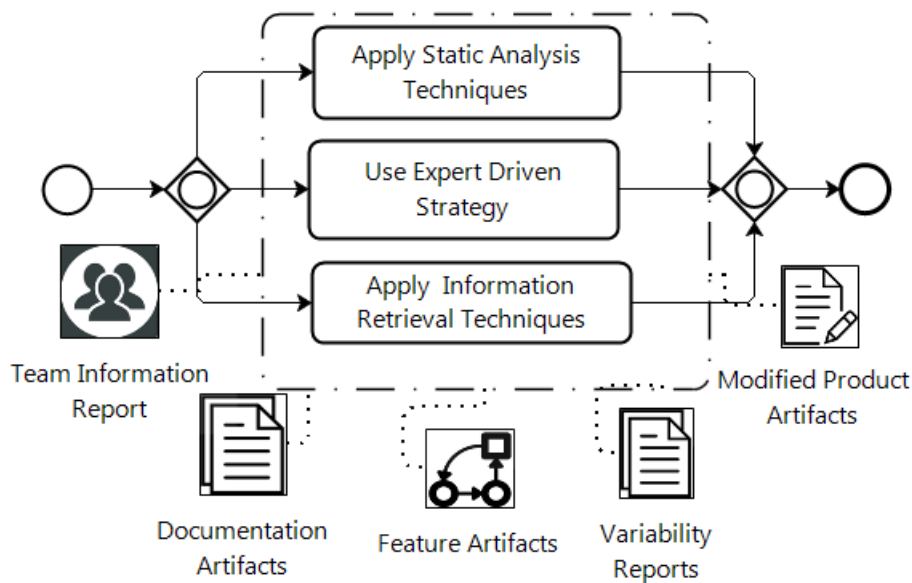 Apply Static Analysis
Techniques
Use Expert Driven
Strategy
Apply Information
Retrieval Techniques
Team Information
Report
Modified Product
Artifacts
Documentation
Artifacts
Feature Artifacts
Variability
Reports